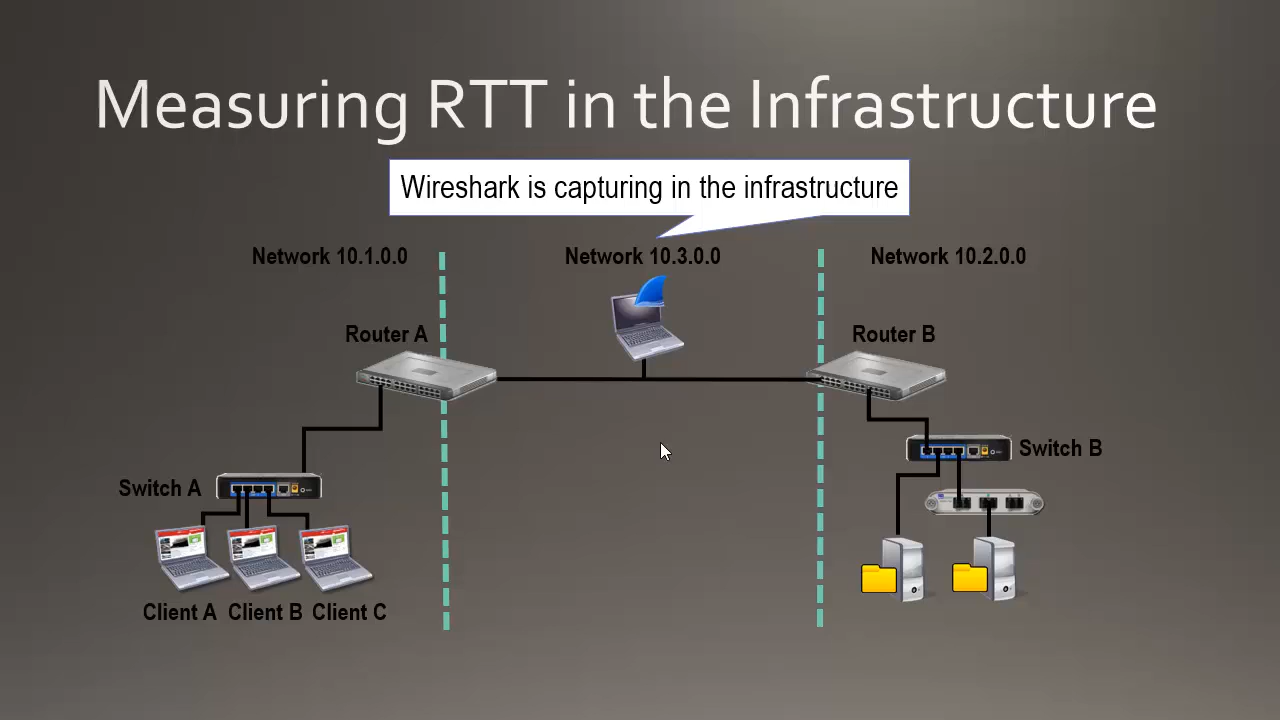 Measuring RTT in the Infrastructure
Wireshark is capturing in the infrastructure
Network 10.1.0.0
Network 10.3.0.0
Network 10.2.0.0
Router A
Router B
Switch B
Switch A
Client A
Client B
Client C